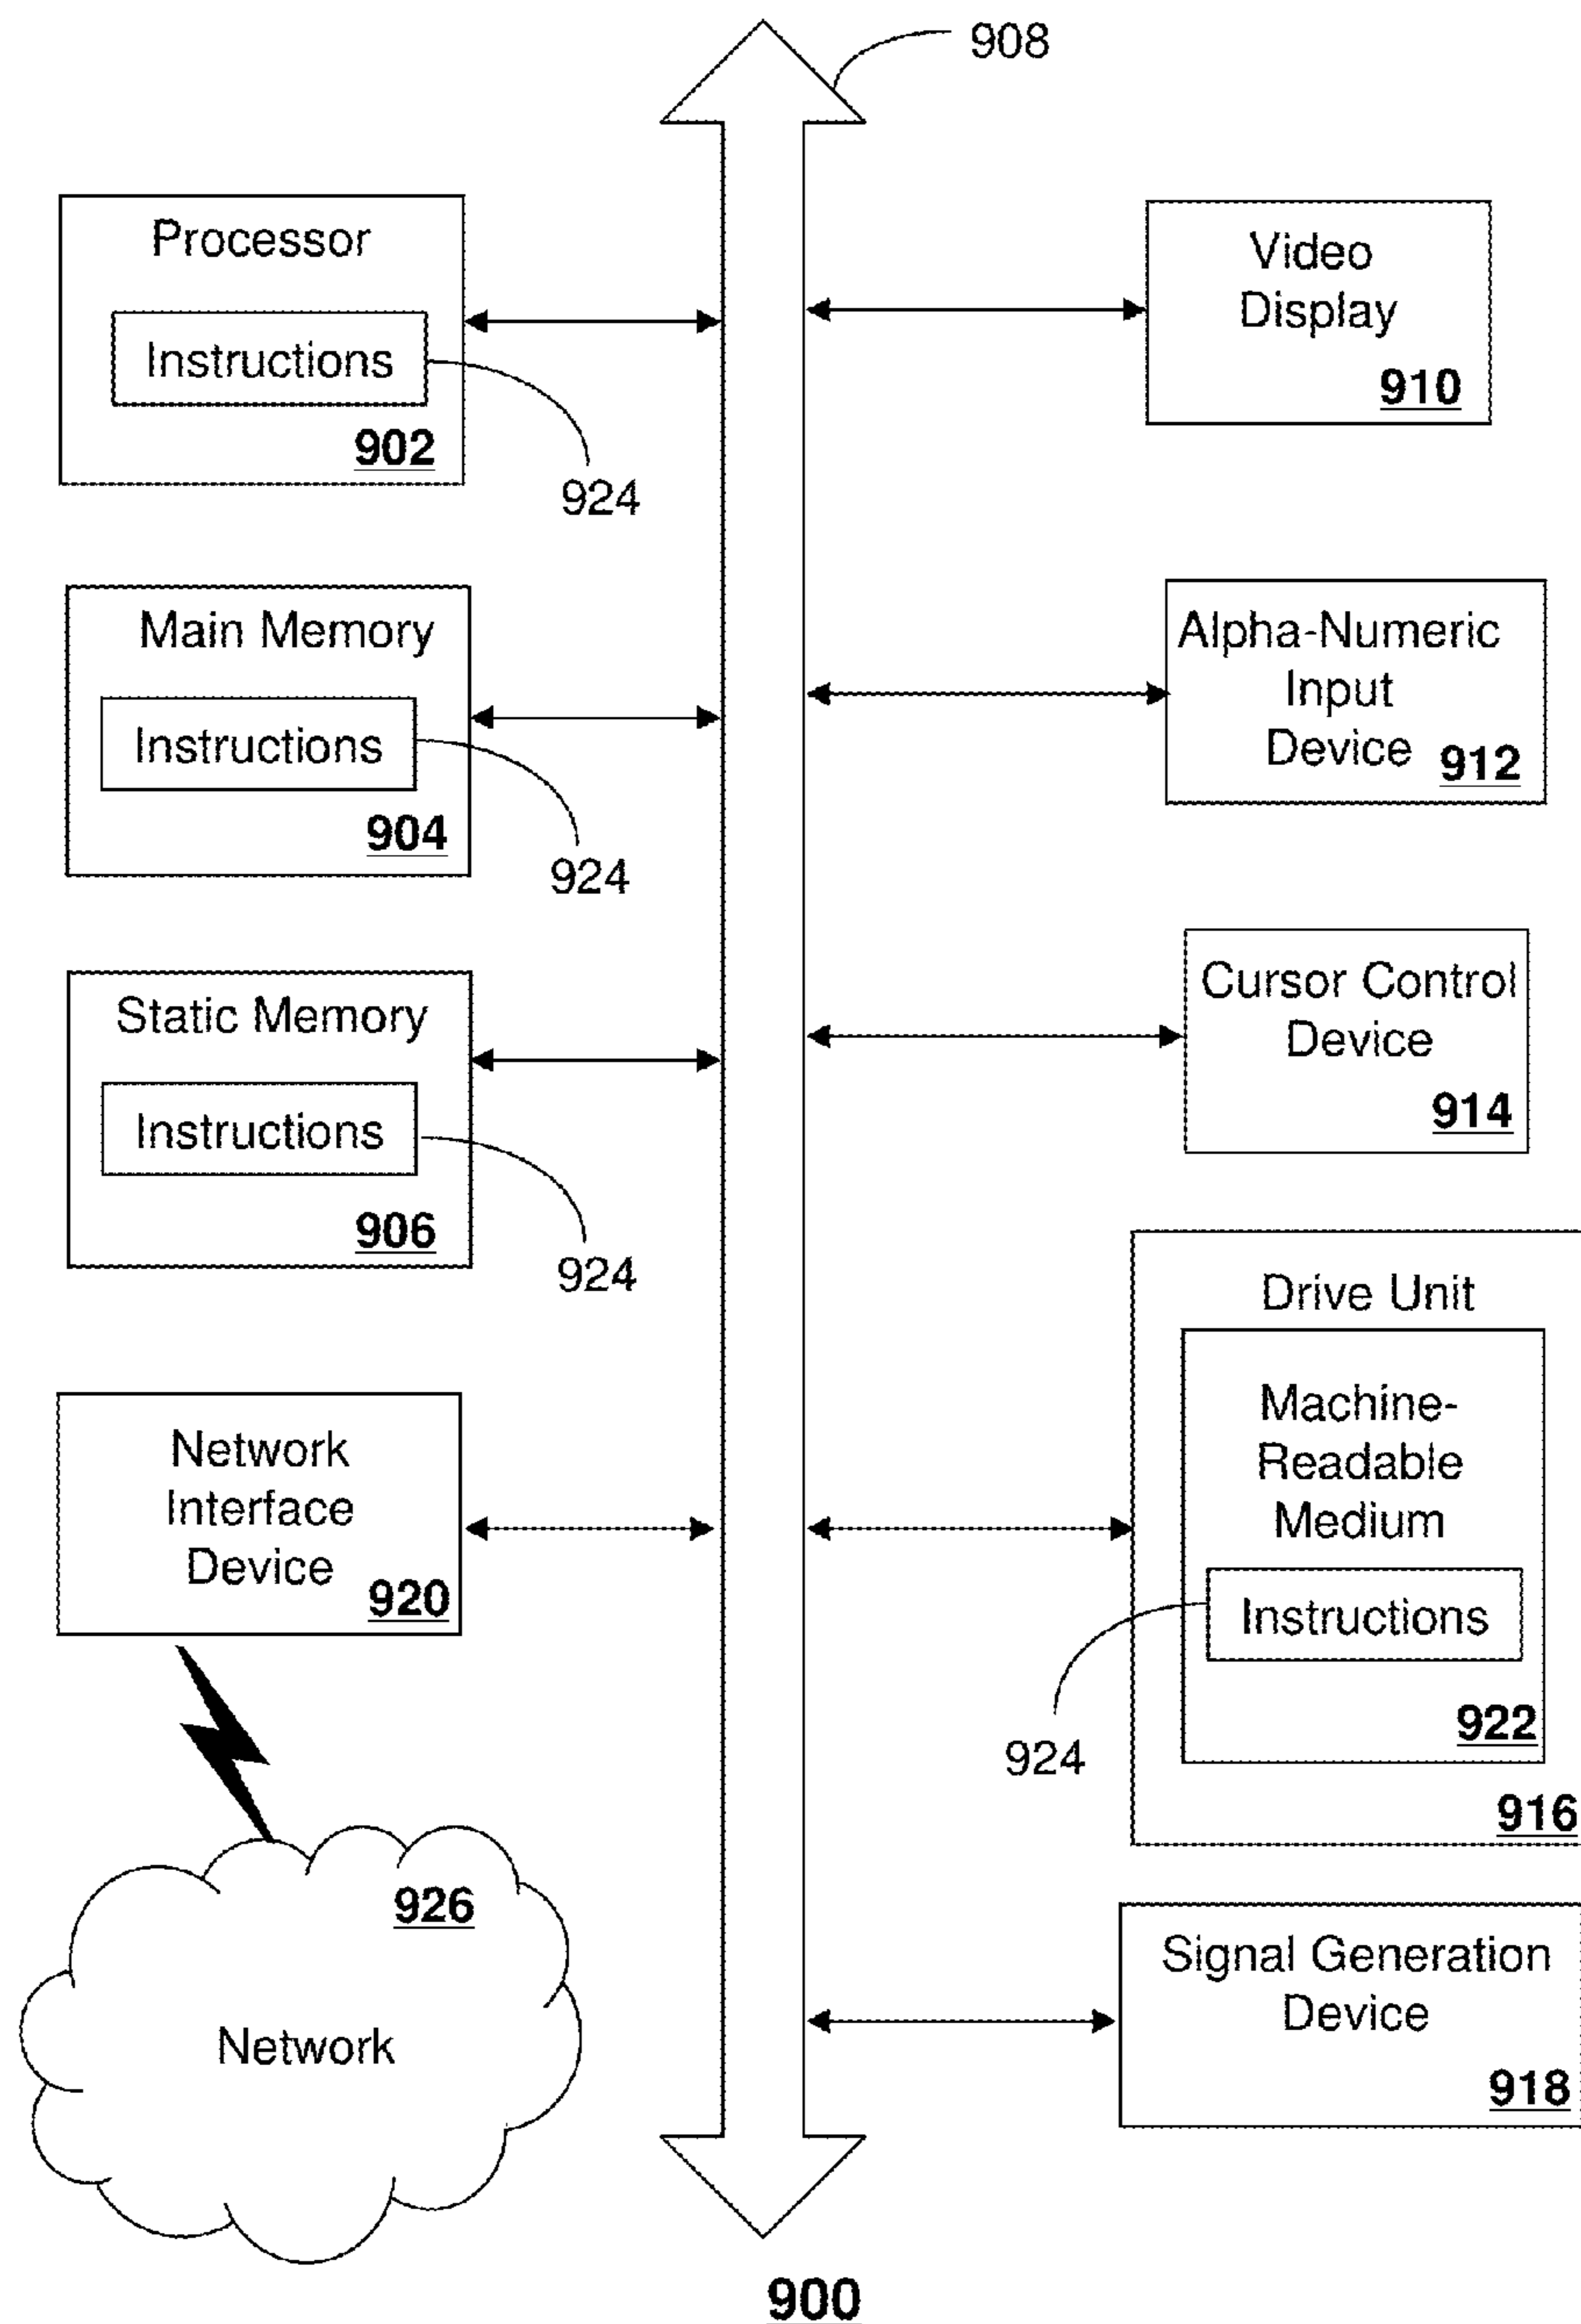 908
Processor
Instructions
902
924
Video
Display
910
Main Memory
Instructions
904
924
Alpha-Numeric
Input
Device
912
Static Memory
Instructions
906
924
Cursor Control
Device
914
Network
Interface
Device
920
Drive Unit
Machine-
Readable
Medium
Instructions
922
924
916
926
Network
Signal Generation
Device
918
900